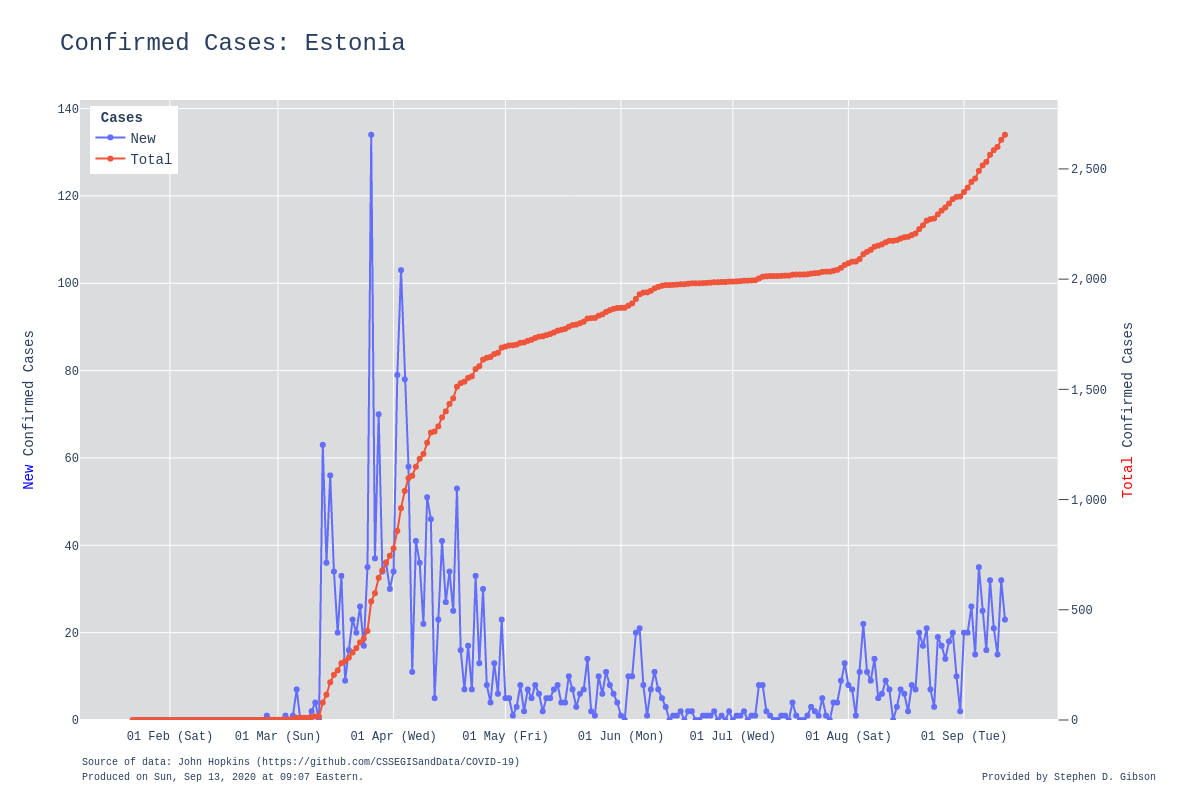 Confirmed Cases: Estonia
Cases
New
Total
140
120
100
80
60
40
20
0
2,500
2,000
1,500
1,000
500
0
New Confirmed Cases
Total Confirmed Cases
01 Feb (Sat)
01 Mar (Sun)
01 Apr (Wed)
01 May (Fri)
01 Jun (Mon)
01 Jul (Wed)
01 Aug (Sat)
01 Sep (Tue)
Source of data: John Hopkins (https://github.com/CSSEGISandData/COVID-19)
Produced on Sun, Sep 13, 2020 at 09:07 Eastern.
Provided by Stephen D. Gibson